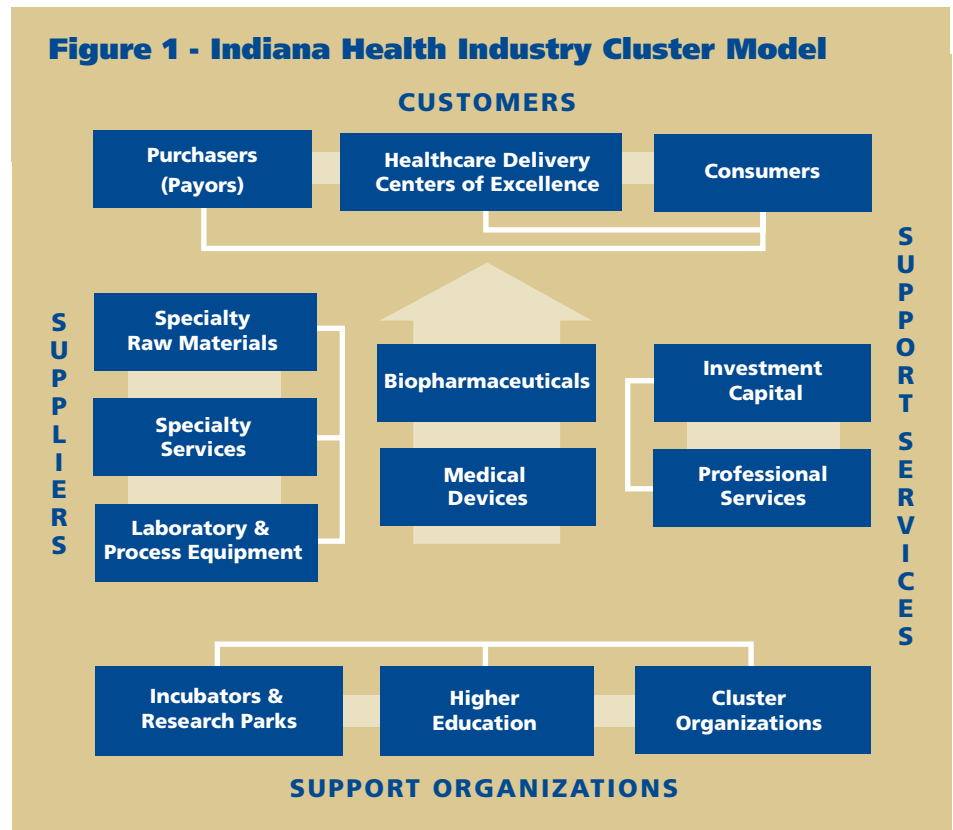 Figure 1 - Indiana Health Industry Cluster Model
CUSTOMERS
Purchasers
(Payors)
Healthcare Delivery
Centers of Excellence
Consumers
SUPPLIERS
Specialty
Raw Materials
Specialty
Services
Laboratory &
Process Equipment
Biopharmaceuticals
Medical
Devices
Investment
Capital
Professional
Services
SUPPORT SERVICES
Incubators &
Research Parks
Higher
Education
Cluster
Organizations
SUPPORT ORGANIZATIONS